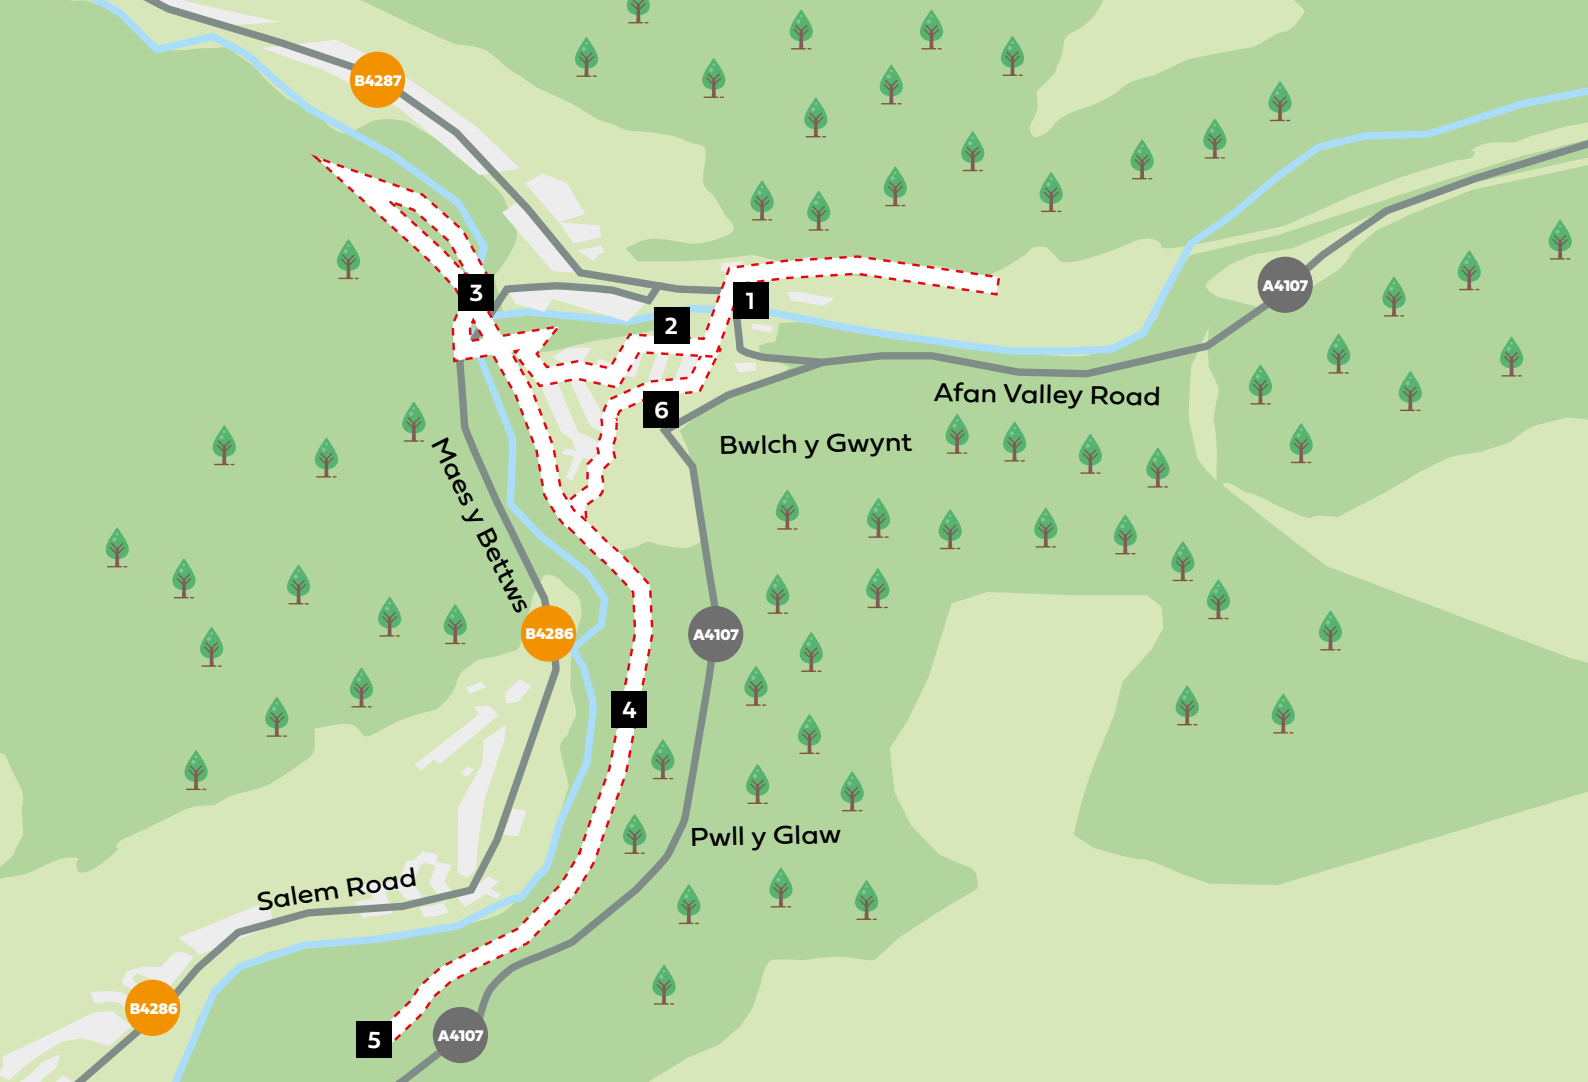 B4287
3
1
A4107
2
Afan Valley Road
6
Bwlch y Gwynt
Maes y Bettws
B4286
A4107
4
Pwll y Glaw
Salem Road
B4286
5
A4107